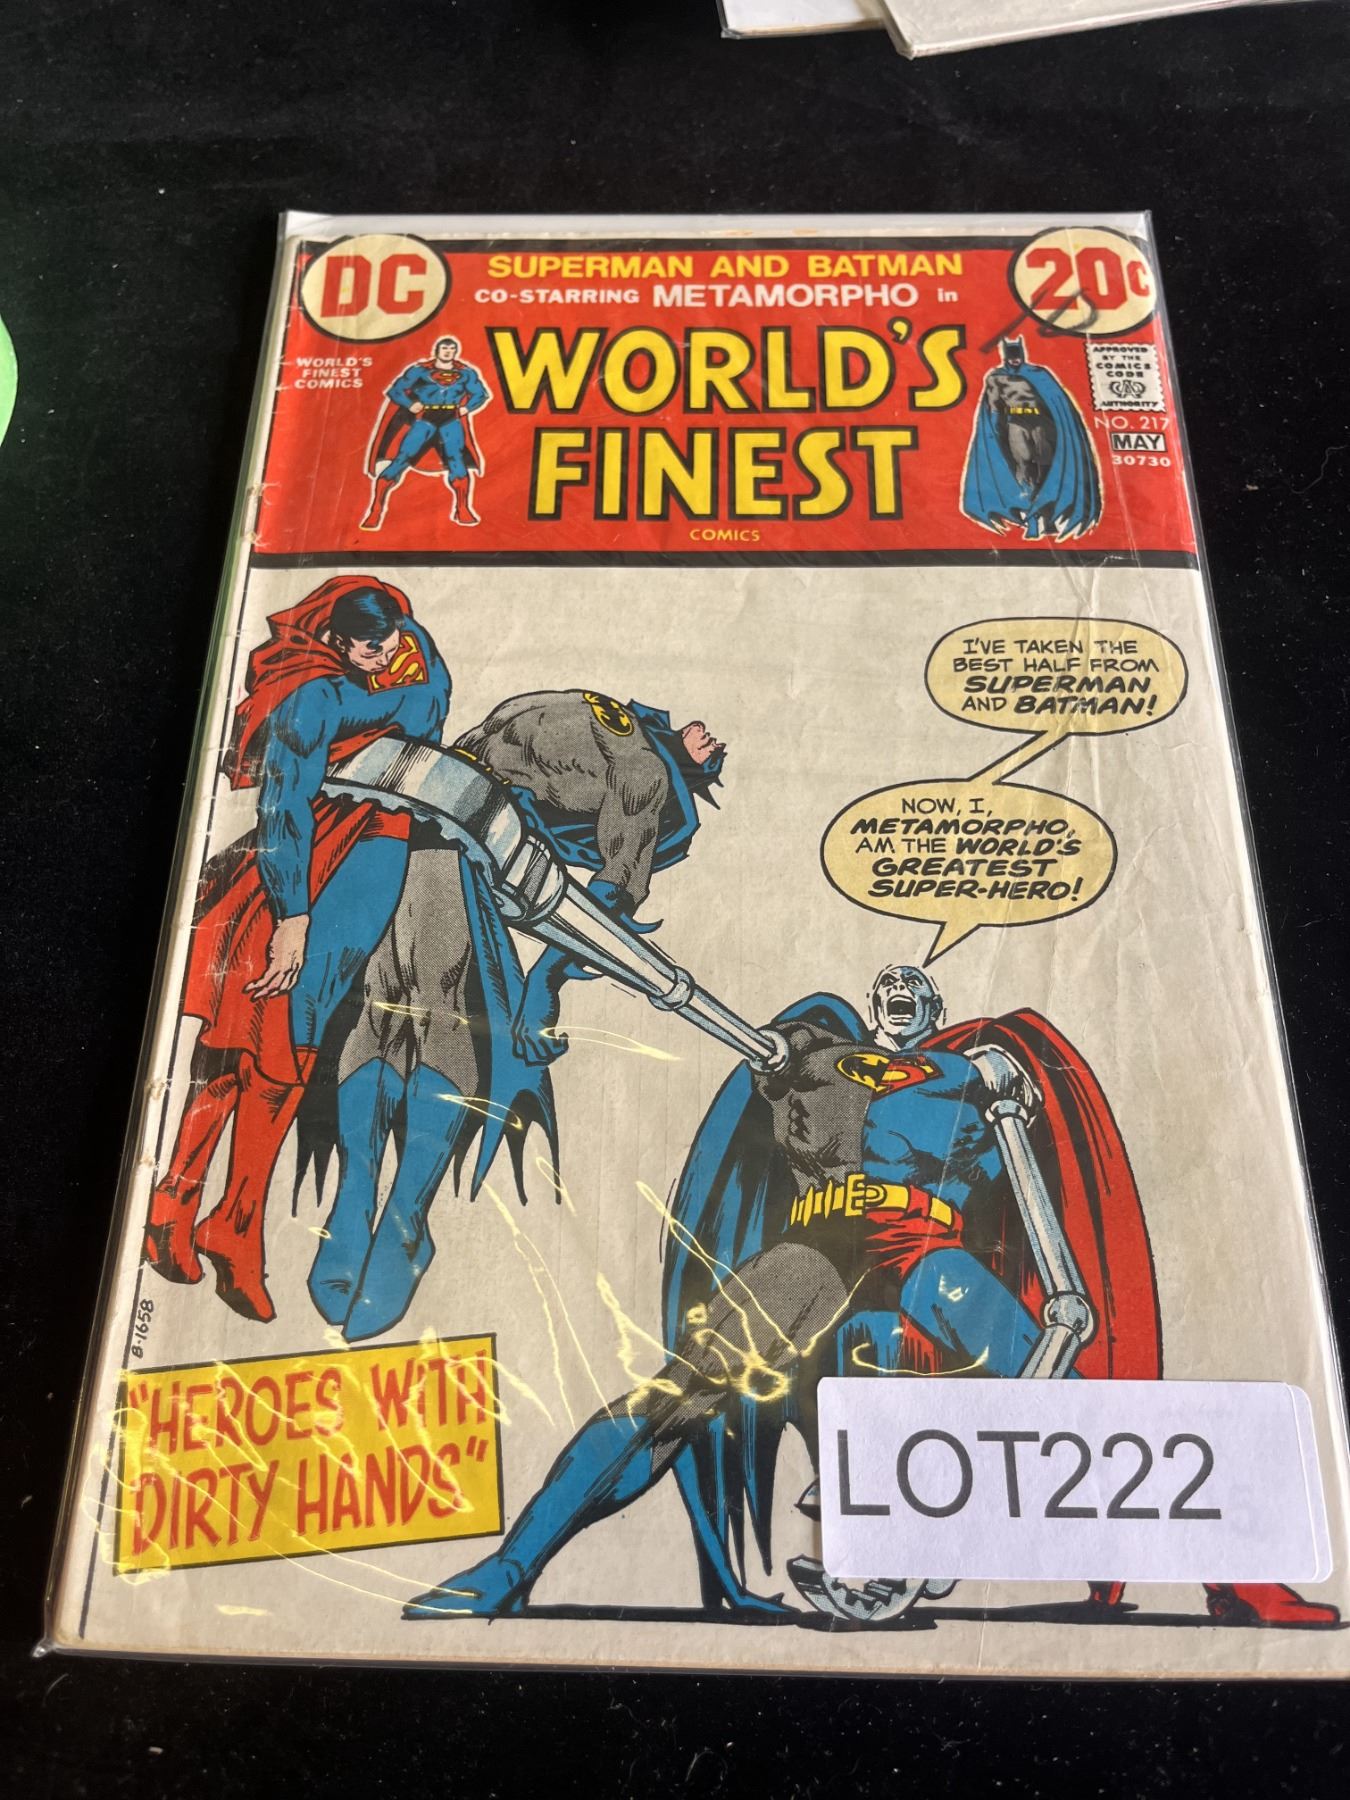 DC
SUPERMAN AND BATMAN
CO-STARRING METAMORPHO in
20¢
WORLD'S
FINEST
COMICS
WORLD'S
FINEST
COMICS
APPROVED
BY THE
COMICS
CODE
CA
AUTHORITY
NO. 217
MAY
30730
I'VE TAKEN THE
BEST HALF FROM
SUPERMAN
AND BATMAN!
NOW, I,
METAMORPHO,
AM THE WORLD'S
GREATEST
SUPER-HERO!
B-1658
"HEROES WITH
DIRTY HANDS"
LOT222